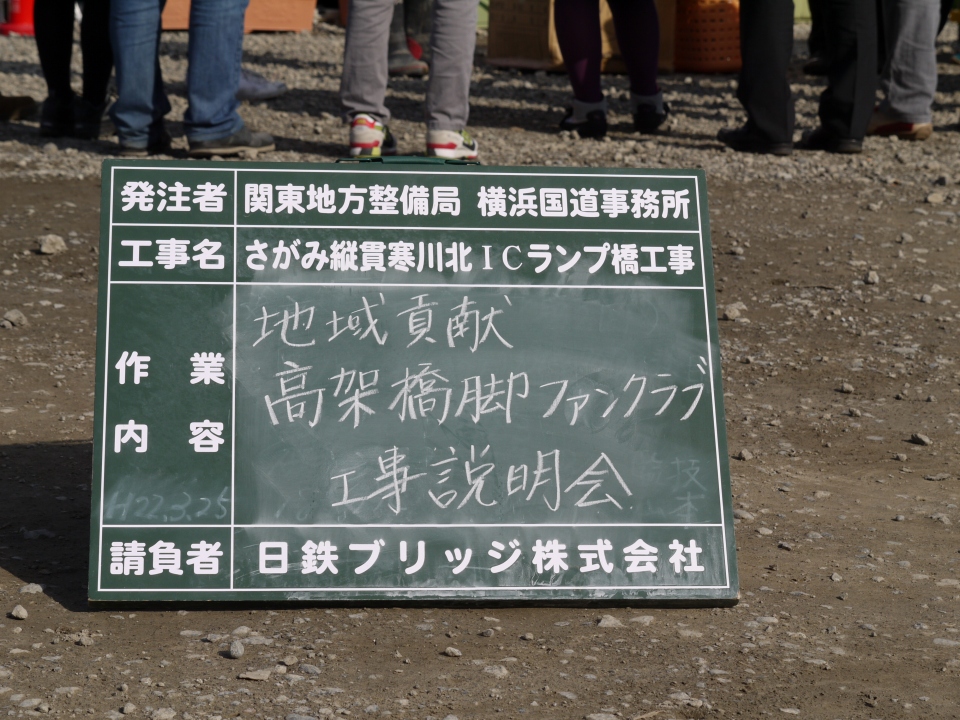 発注者 関東地方整備局 横浜国道事務所
工事名 さがみ縦貫寒川北ICランプ橋工事
作業内容
地域貢献
高架橋脚ファンクラブ
工事説明会
H22.3.25
請負者 日鉄ブリッジ株式会社